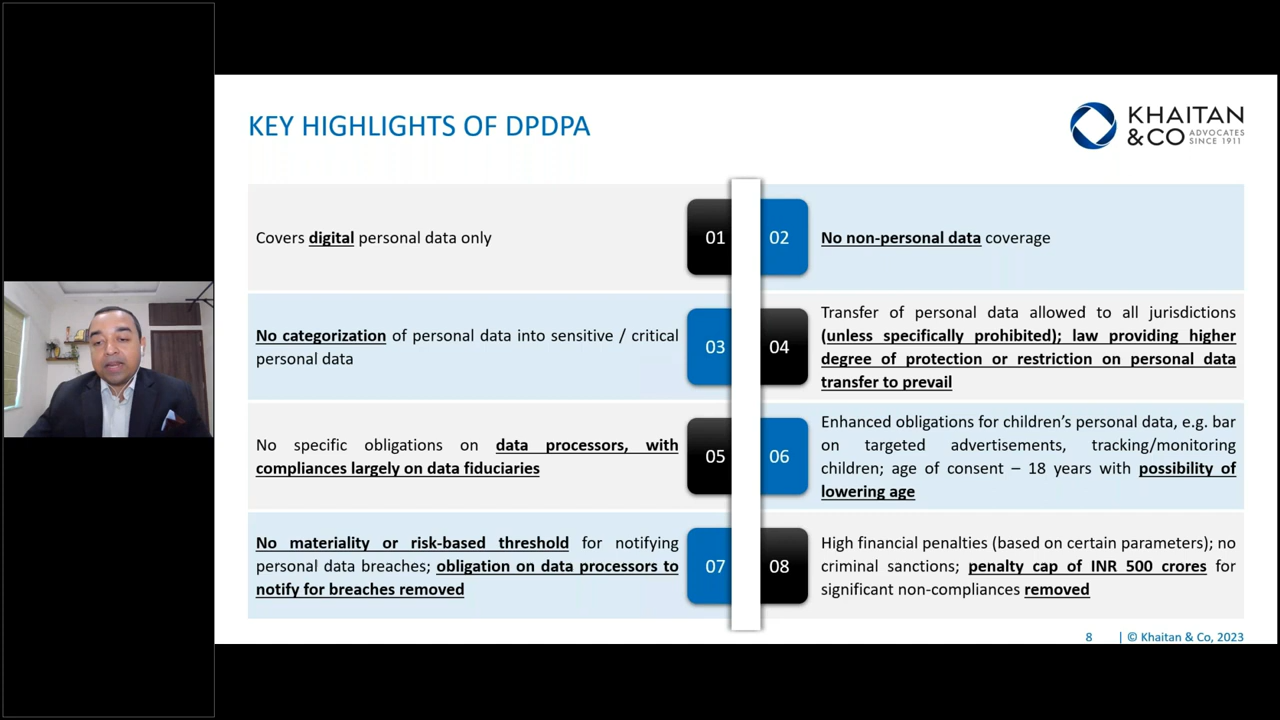 KEY HIGHLIGHTS OF DPDPA
KHAITAN
&CO ADVOCATES
SINCE 1911
Covers digital personal data only
01
02
No non-personal data coverage
No categorization of personal data into sensitive / critical
personal data
03
04
Transfer of personal data allowed to all jurisdictions
(unless specifically prohibited); law providing higher
degree of protection or restriction on personal data
transfer to prevail
No specific obligations on data processors, with
compliances largely on data fiduciaries
05
06
Enhanced obligations for children’s personal data, e.g. bar
on targeted advertisements, tracking/monitoring
children; age of consent – 18 years with possibility of
lowering age
No materiality or risk-based threshold for notifying
personal data breaches; obligation on data processors to
notify for breaches removed
07
08
High financial penalties (based on certain parameters); no
criminal sanctions; penalty cap of INR 500 crores for
significant non-compliances removed
8 | © Khaitan & Co, 2023